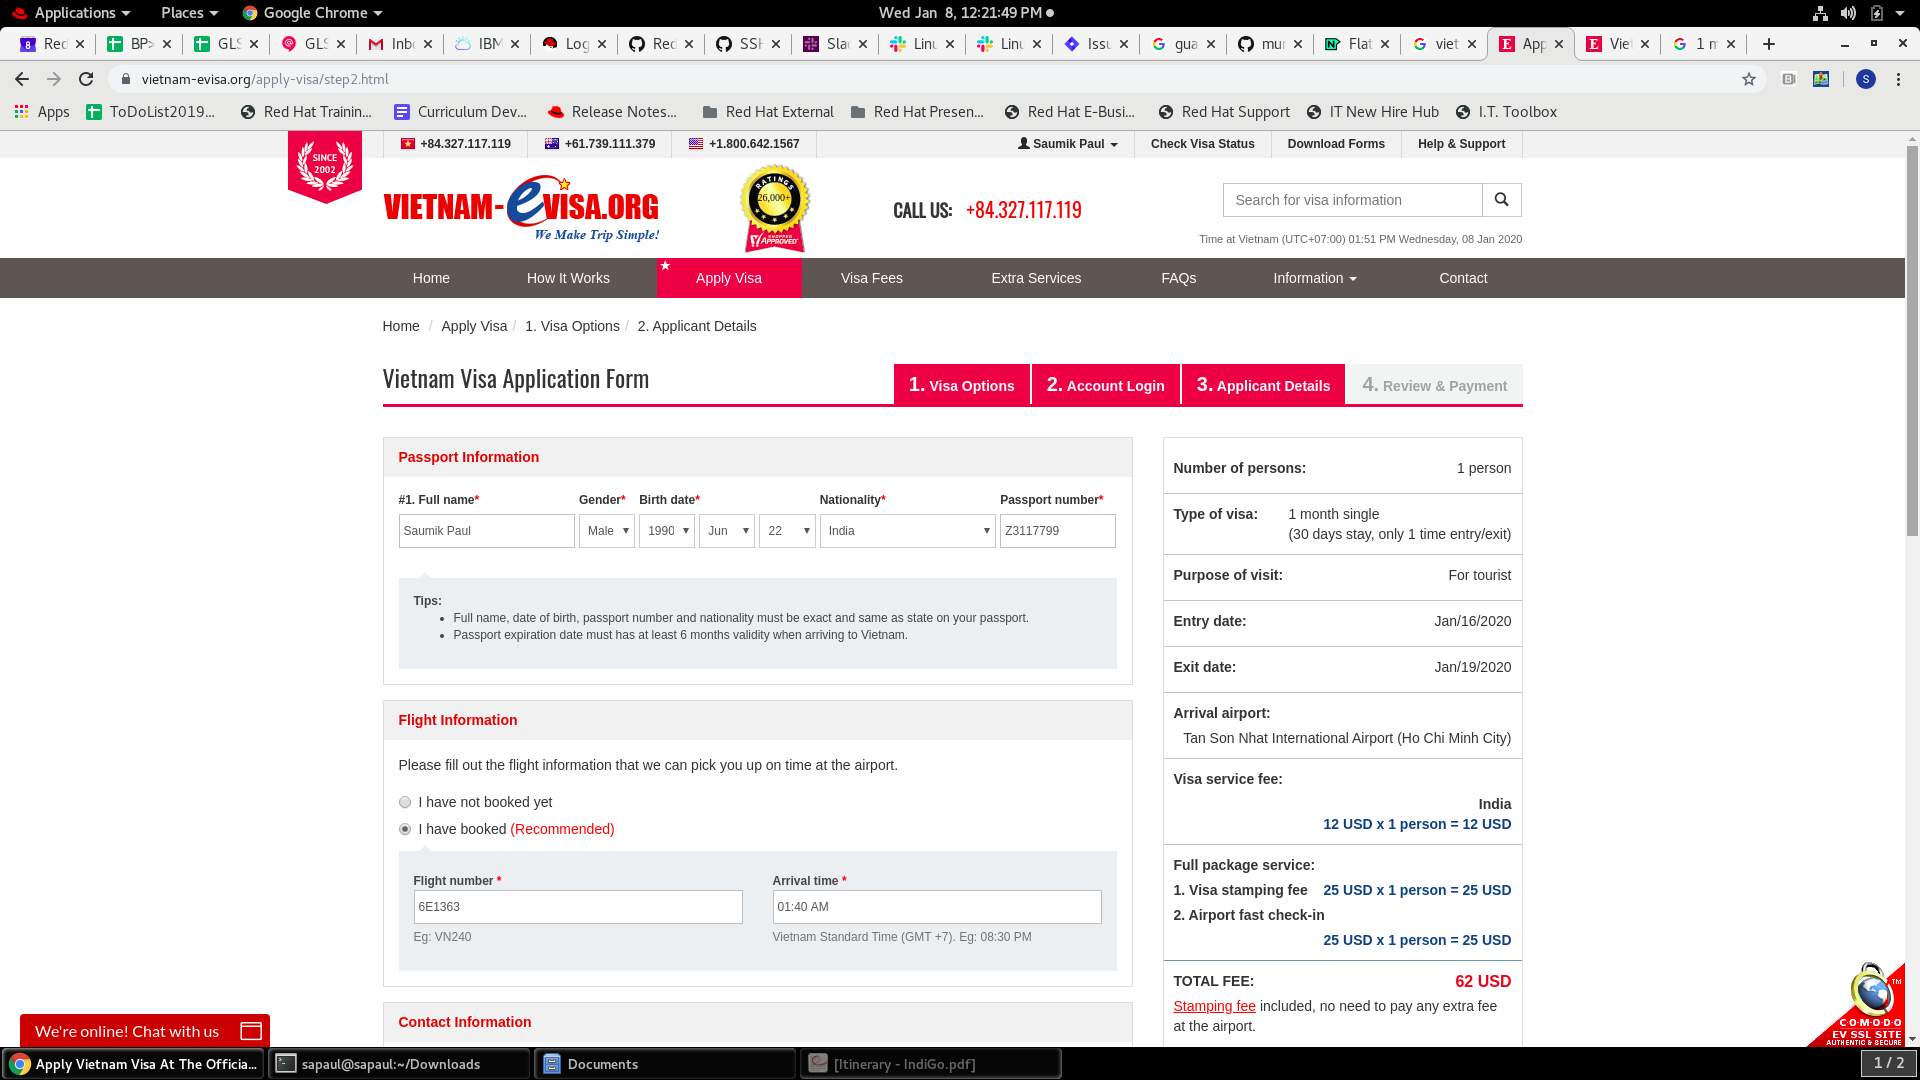 Applications
Places
Google Chrome
Wed Jan 8, 12:21:49 PM
Red
BP>
GLS
GLS
Inb
IBM
Log
Red
SSH
Slac
Linu
Linu
Issu
gua
mur
Flat
viet
App
Viet
1 m
vietnam-evisa.org/apply-visa/step2.html
S
Apps
ToDoList2019...
Red Hat Trainin...
Curriculum Dev...
Release Notes...
Red Hat External
Red Hat Presen...
Red Hat E-Busi...
Red Hat Support
IT New Hire Hub
I.T. Toolbox
SINCE
2002
+84.327.117.119
+61.739.111.379
+1.800.642.1567
Saumik Paul
Check Visa Status
Download Forms
Help & Support
VIETNAM-eVISA.ORG
We Make Trip Simple!
RATINGS
26,000+
SHOPPER
APPROVED
CALL US: +84.327.117.119
Search for visa information
Time at Vietnam (UTC+07:00) 01:51 PM Wednesday, 08 Jan 2020
Home
How It Works
Apply Visa
Visa Fees
Extra Services
FAQs
Information
Contact
Home / Apply Visa / 1. Visa Options / 2. Applicant Details
Vietnam Visa Application Form
1. Visa Options
2. Account Login
3. Applicant Details
4. Review & Payment
Passport Information
#1. Full name* Gender* Birth date* Nationality* Passport number*
Saumik Paul Male 1990 Jun 22 India Z3117799
Tips:
• Full name, date of birth, passport number and nationality must be exact and same as state on your passport.
• Passport expiration date must has at least 6 months validity when arriving to Vietnam.
Flight Information
Please fill out the flight information that we can pick you up on time at the airport.
I have not booked yet
I have booked (Recommended)
Flight number * Arrival time *
6E1363 01:40 AM
Eg: VN240 Vietnam Standard Time (GMT +7). Eg: 08:30 PM
Contact Information
Number of persons: 1 person
Type of visa: 1 month single
(30 days stay, only 1 time entry/exit)
Purpose of visit: For tourist
Entry date: Jan/16/2020
Exit date: Jan/19/2020
Arrival airport:
Tan Son Nhat International Airport (Ho Chi Minh City)
Visa service fee:
India
12 USD x 1 person = 12 USD
Full package service:
1. Visa stamping fee 25 USD x 1 person = 25 USD
2. Airport fast check-in
25 USD x 1 person = 25 USD
TOTAL FEE: 62 USD
Stamping fee included, no need to pay any extra fee
at the airport.
We're online! Chat with us
TM
C·O·M·O·D·O
EV SSL SITE
AUTHENTIC & SECURE
Apply Vietnam Visa At The Officia...
sapaul@sapaul:~/Downloads
Documents
[Itinerary - IndiGo.pdf]
1 / 2